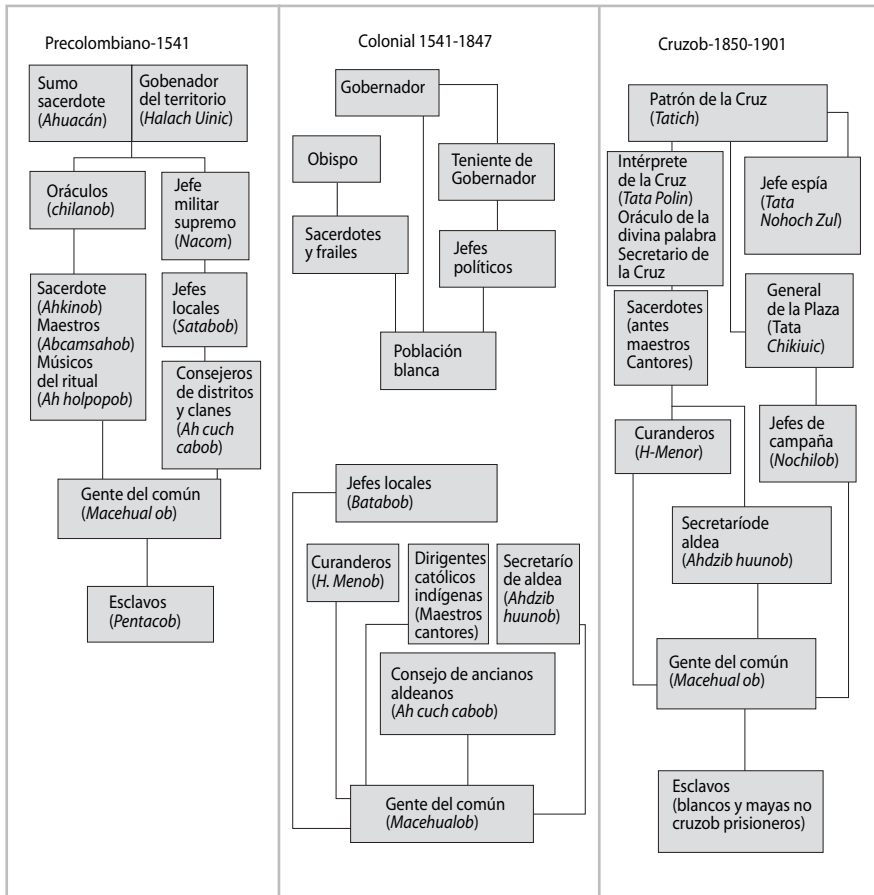 Precolombiano-1541
Sumo
sacerdote
(Ahuacán)
Gobenador
del territorio
(Halach Uinic)
Oráculos
(chilanob)
Jefe
militar
supremo
(Nacom)
Sacerdote
(Ahkinob)
Maestros
(Abcamsahob)
Músicos
del ritual
(Ah holpopob)
Jefes
locales
(Satabob)
Consejeros
de distritos
y clanes
(Ah cuch
cabob)
Gente del común
(Macehual ob)
Esclavos
(Pentacob)
Colonial 1541-1847
Gobernador
Obispo
Teniente de
Gobernador
Sacerdotes
y frailes
Jefes
políticos
Población
blanca
Jefes locales
(Batabob)
Curanderos
(H. Menob)
Dirigentes
católicos
indígenas
(Maestros
cantores)
Secretarío
de aldea
(Ahdzib
huunob)
Consejo de ancianos
aldeanos
(Ah cuch cabob)
Gente del común
(Macehualob)
Cruzob-1850-1901
Patrón de la Cruz
(Tatich)
Intérprete
de la Cruz
(Tata Polin)
Oráculo de la
divina palabra
Secretario de
la Cruz
Jefe espía
(Tata
Nohoch Zul)
Sacerdotes
(antes
maestros
Cantores)
General
de la Plaza
(Tata
Chikiuic)
Curanderos
(H-Menor)
Jefes de
campaña
(Nochilob)
Secretaríode
aldea
(Ahdzib huunob)
Gente del común
(Macehual ob)
Esclavos
(blancos y mayas no
cruzob prisioneros)